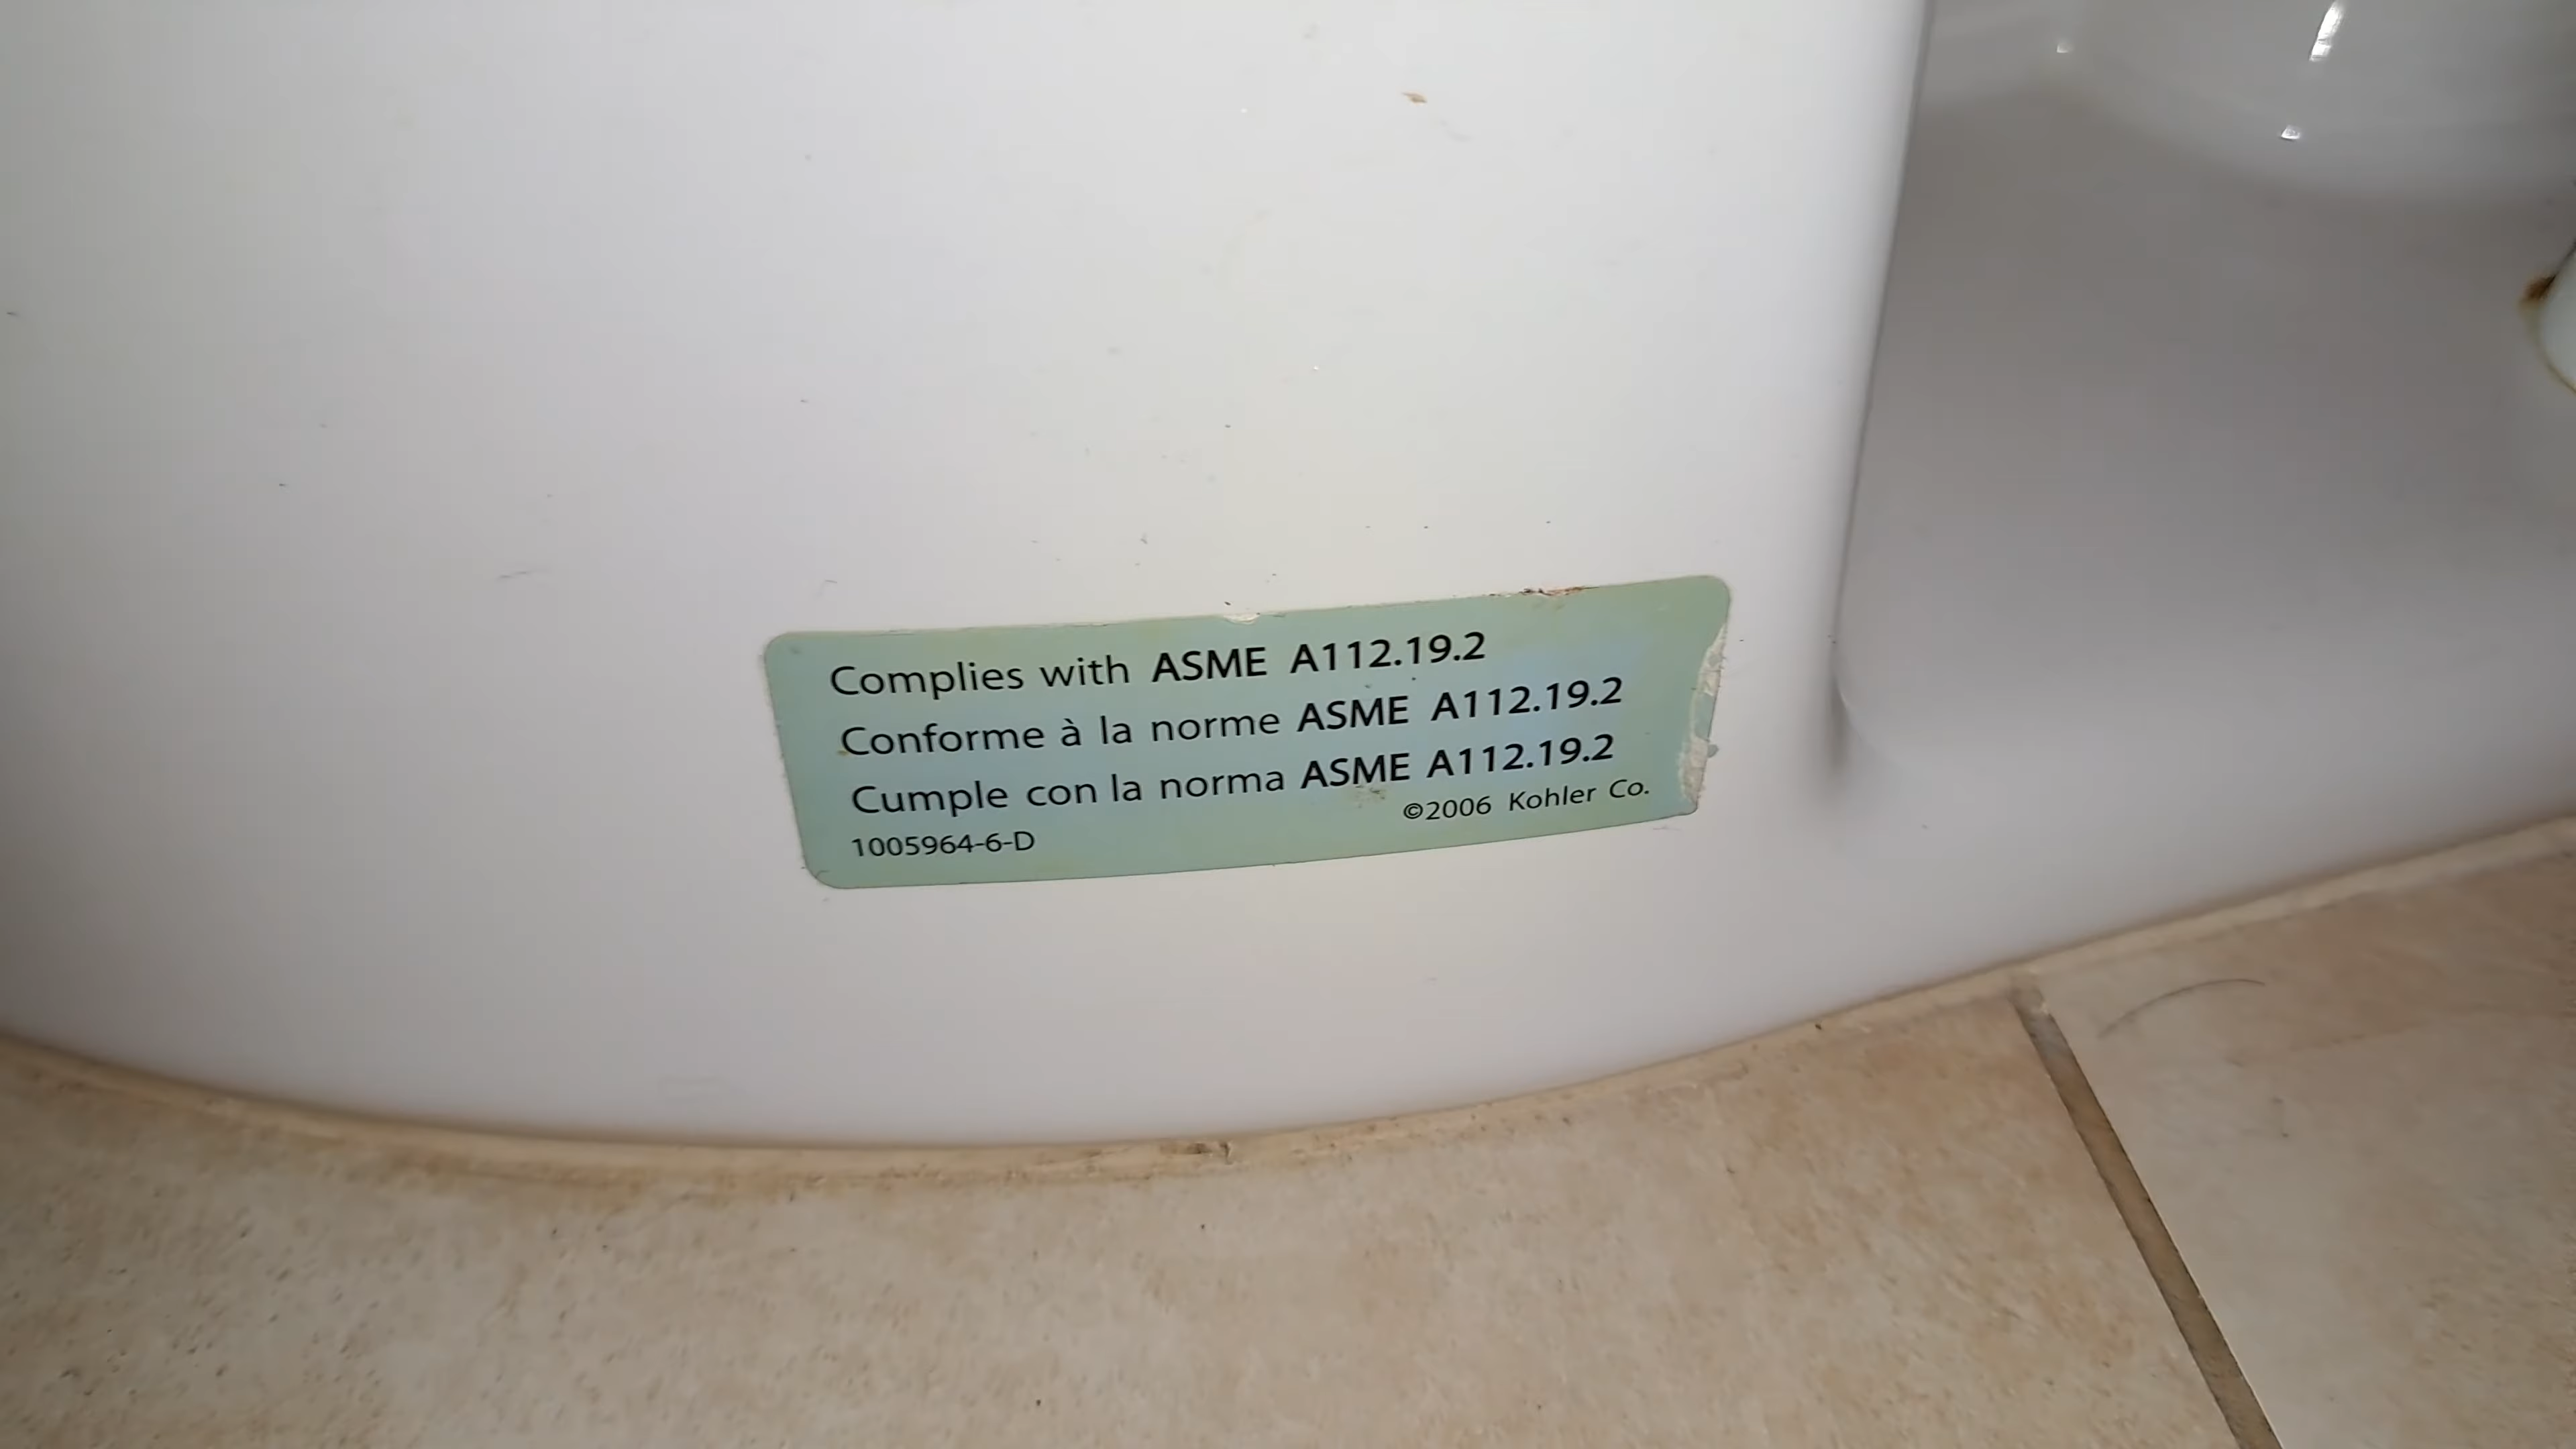 Complies with ASME A112.19.2
Conforme à la norme ASME A112.19.2
Cumple con la norma ASME A112.19.2
©2006 Kohler Co.
1005964-6-D